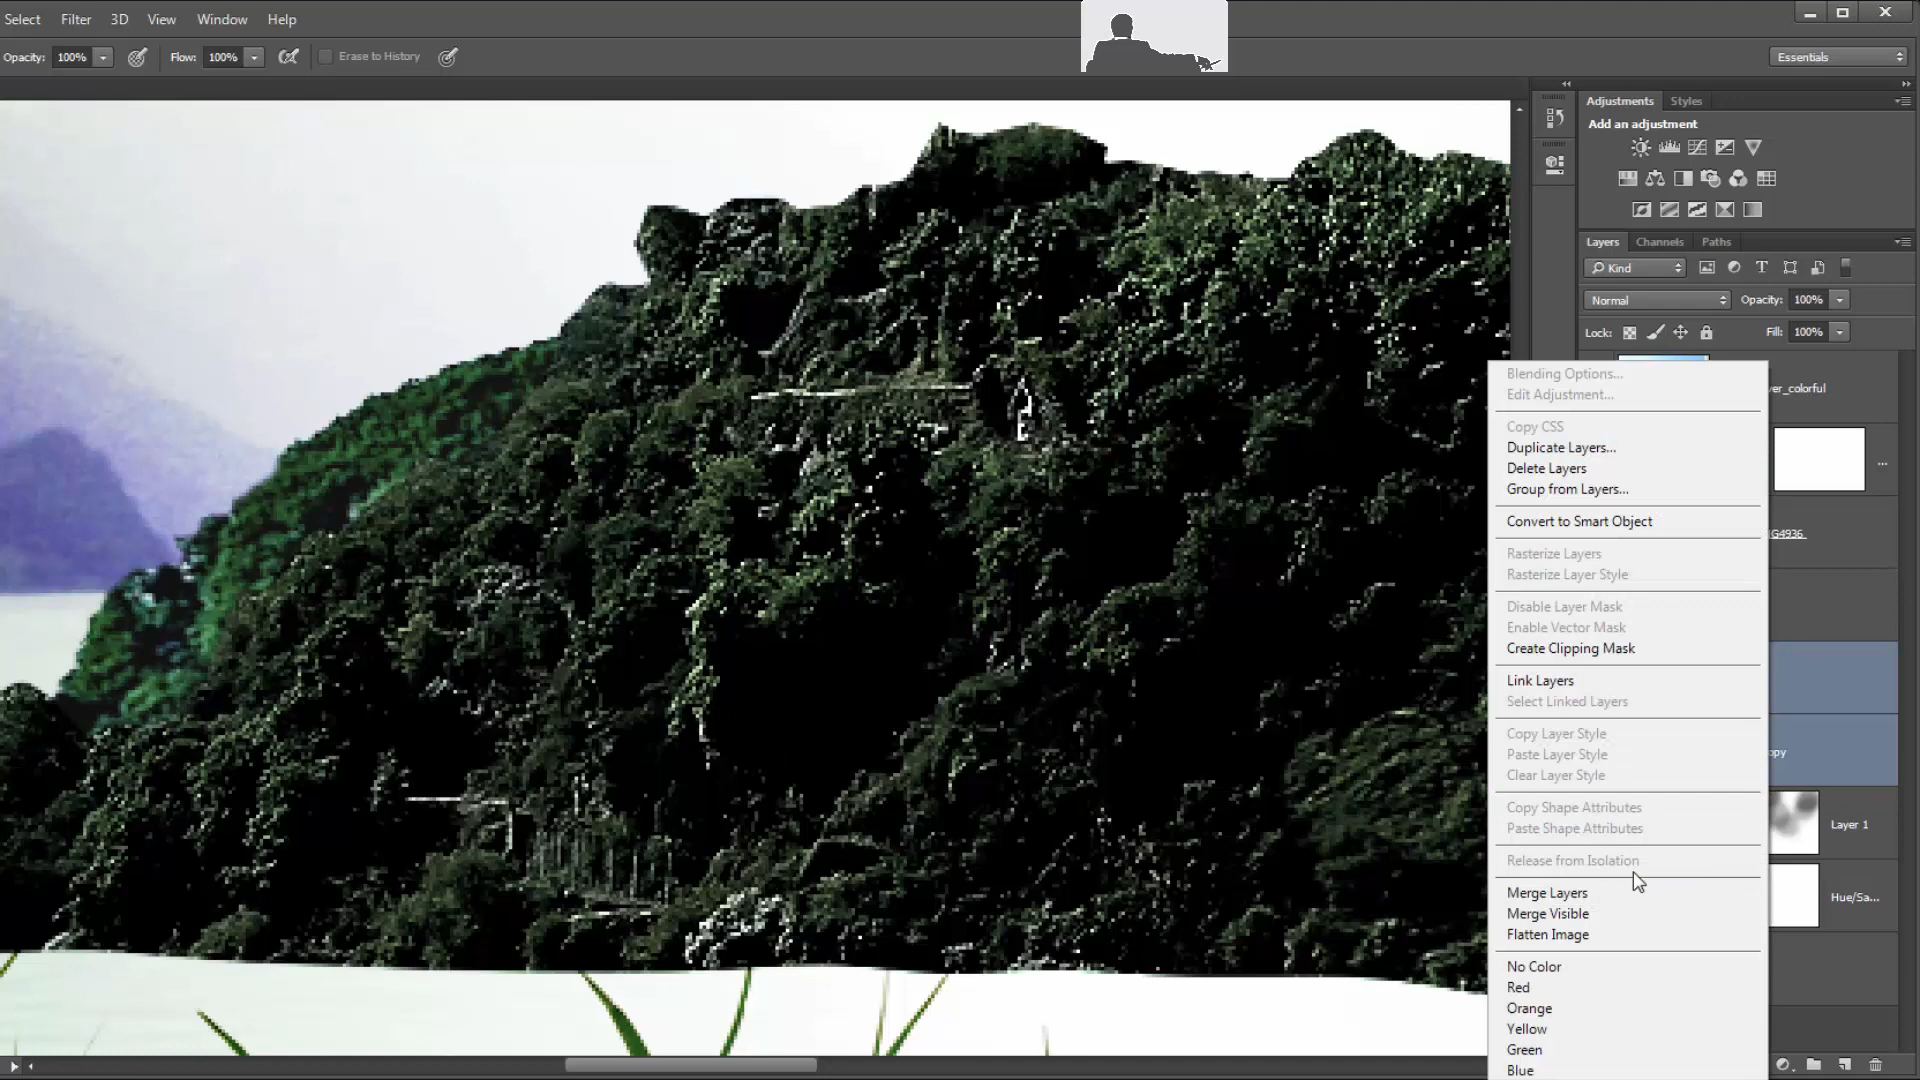 Select Filter 3D View Window Help
Opacity: 100% Flow: 100% Erase to History Essentials
Adjustments Styles
Add an adjustment
Layers Channels Paths
Kind
Normal Opacity: 100%
Lock: Fill: 100%
Blending Options...
ver_colorful
Edit Adjustment...
Copy CSS
Duplicate Layers...
Delete Layers
...
Group from Layers...
Convert to Smart Object
G4936
Rasterize Layers
Rasterize Layer Style
Disable Layer Mask
Enable Vector Mask
Create Clipping Mask
Link Layers
Select Linked Layers
Copy Layer Style
opy
Paste Layer Style
Clear Layer Style
Copy Shape Attributes
Layer 1
Paste Shape Attributes
Release from Isolation
Merge Layers
Hue/Sa...
Merge Visible
Flatten Image
No Color
Red
Orange
Yellow
Green
Blue